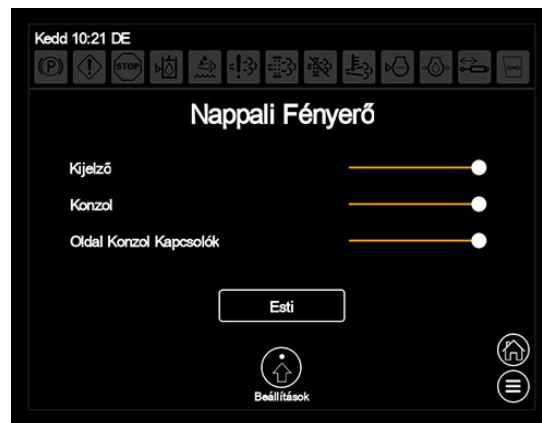 Kedd 10:21 DE
STOP
Nappali Fényerő
Kijelző
Konzol
Oldal Konzol Kapcsolók
Esti
Beállítások